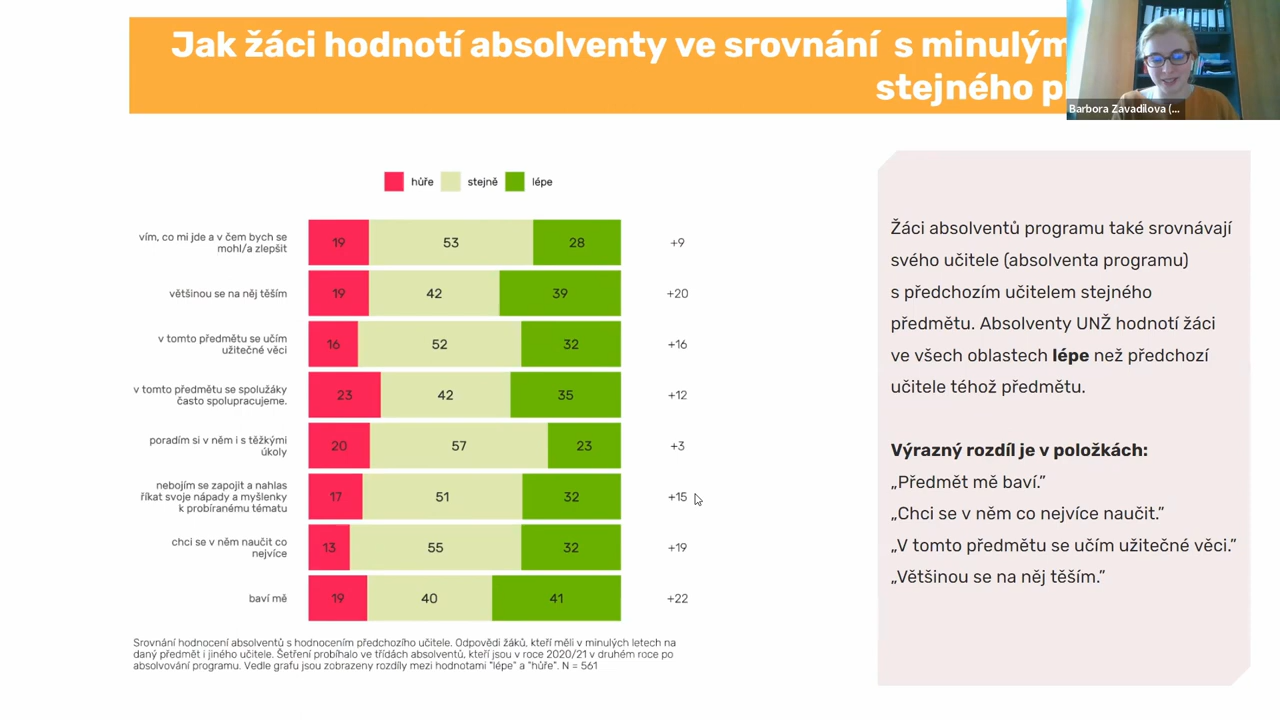 Jak žáci hodnotí absolventy ve srovnání s minulým
stejného
Barbora Zavadilova (...
hůře stejně lépe
vím, co mi jde a v čem bych se
mohl/a zlepšit
19 53 28 +9
většinou se na něj těším
19 42 39 +20
v tomto předmětu se učím
užitečné věci
16 52 32 +16
v tomto předmětu se spolužáky
často spolupracujeme.
23 42 35 +12
poradím si v něm i s těžkými
úkoly
20 57 23 +3
nebojím se zapojit a nahlas
říkat svoje nápady a myšlenky
k probíranému tématu
17 51 32 +15
chci se v něm naučit co
nejvíce
13 55 32 +19
baví mě
19 40 41 +22
Srovnání hodnocení absolventů s hodnocením předchozího učitele. Odpovědi žáků, kteří měli v minulých letech na
daný předmět i jiného učitele. Šetření probíhalo ve třídách absolventů, kteří jsou v roce 2020/21 v druhém roce po
absolvování programu. Vedle grafu jsou zobrazeny rozdíly mezi hodnotami "lépe" a "hůře". N = 561
Žáci absolventů programu také srovnávají
svého učitele (absolventa programu)
s předchozím učitelem stejného
předmětu. Absolventy UNŽ hodnotí žáci
ve všech oblastech lépe než předchozí
učitele téhož předmětu.
Výrazný rozdíl je v položkách:
„Předmět mě baví.”
„Chci se v něm co nejvíce naučit.”
„V tomto předmětu se učím užitečné věci.”
„Většinou se na něj těším.”